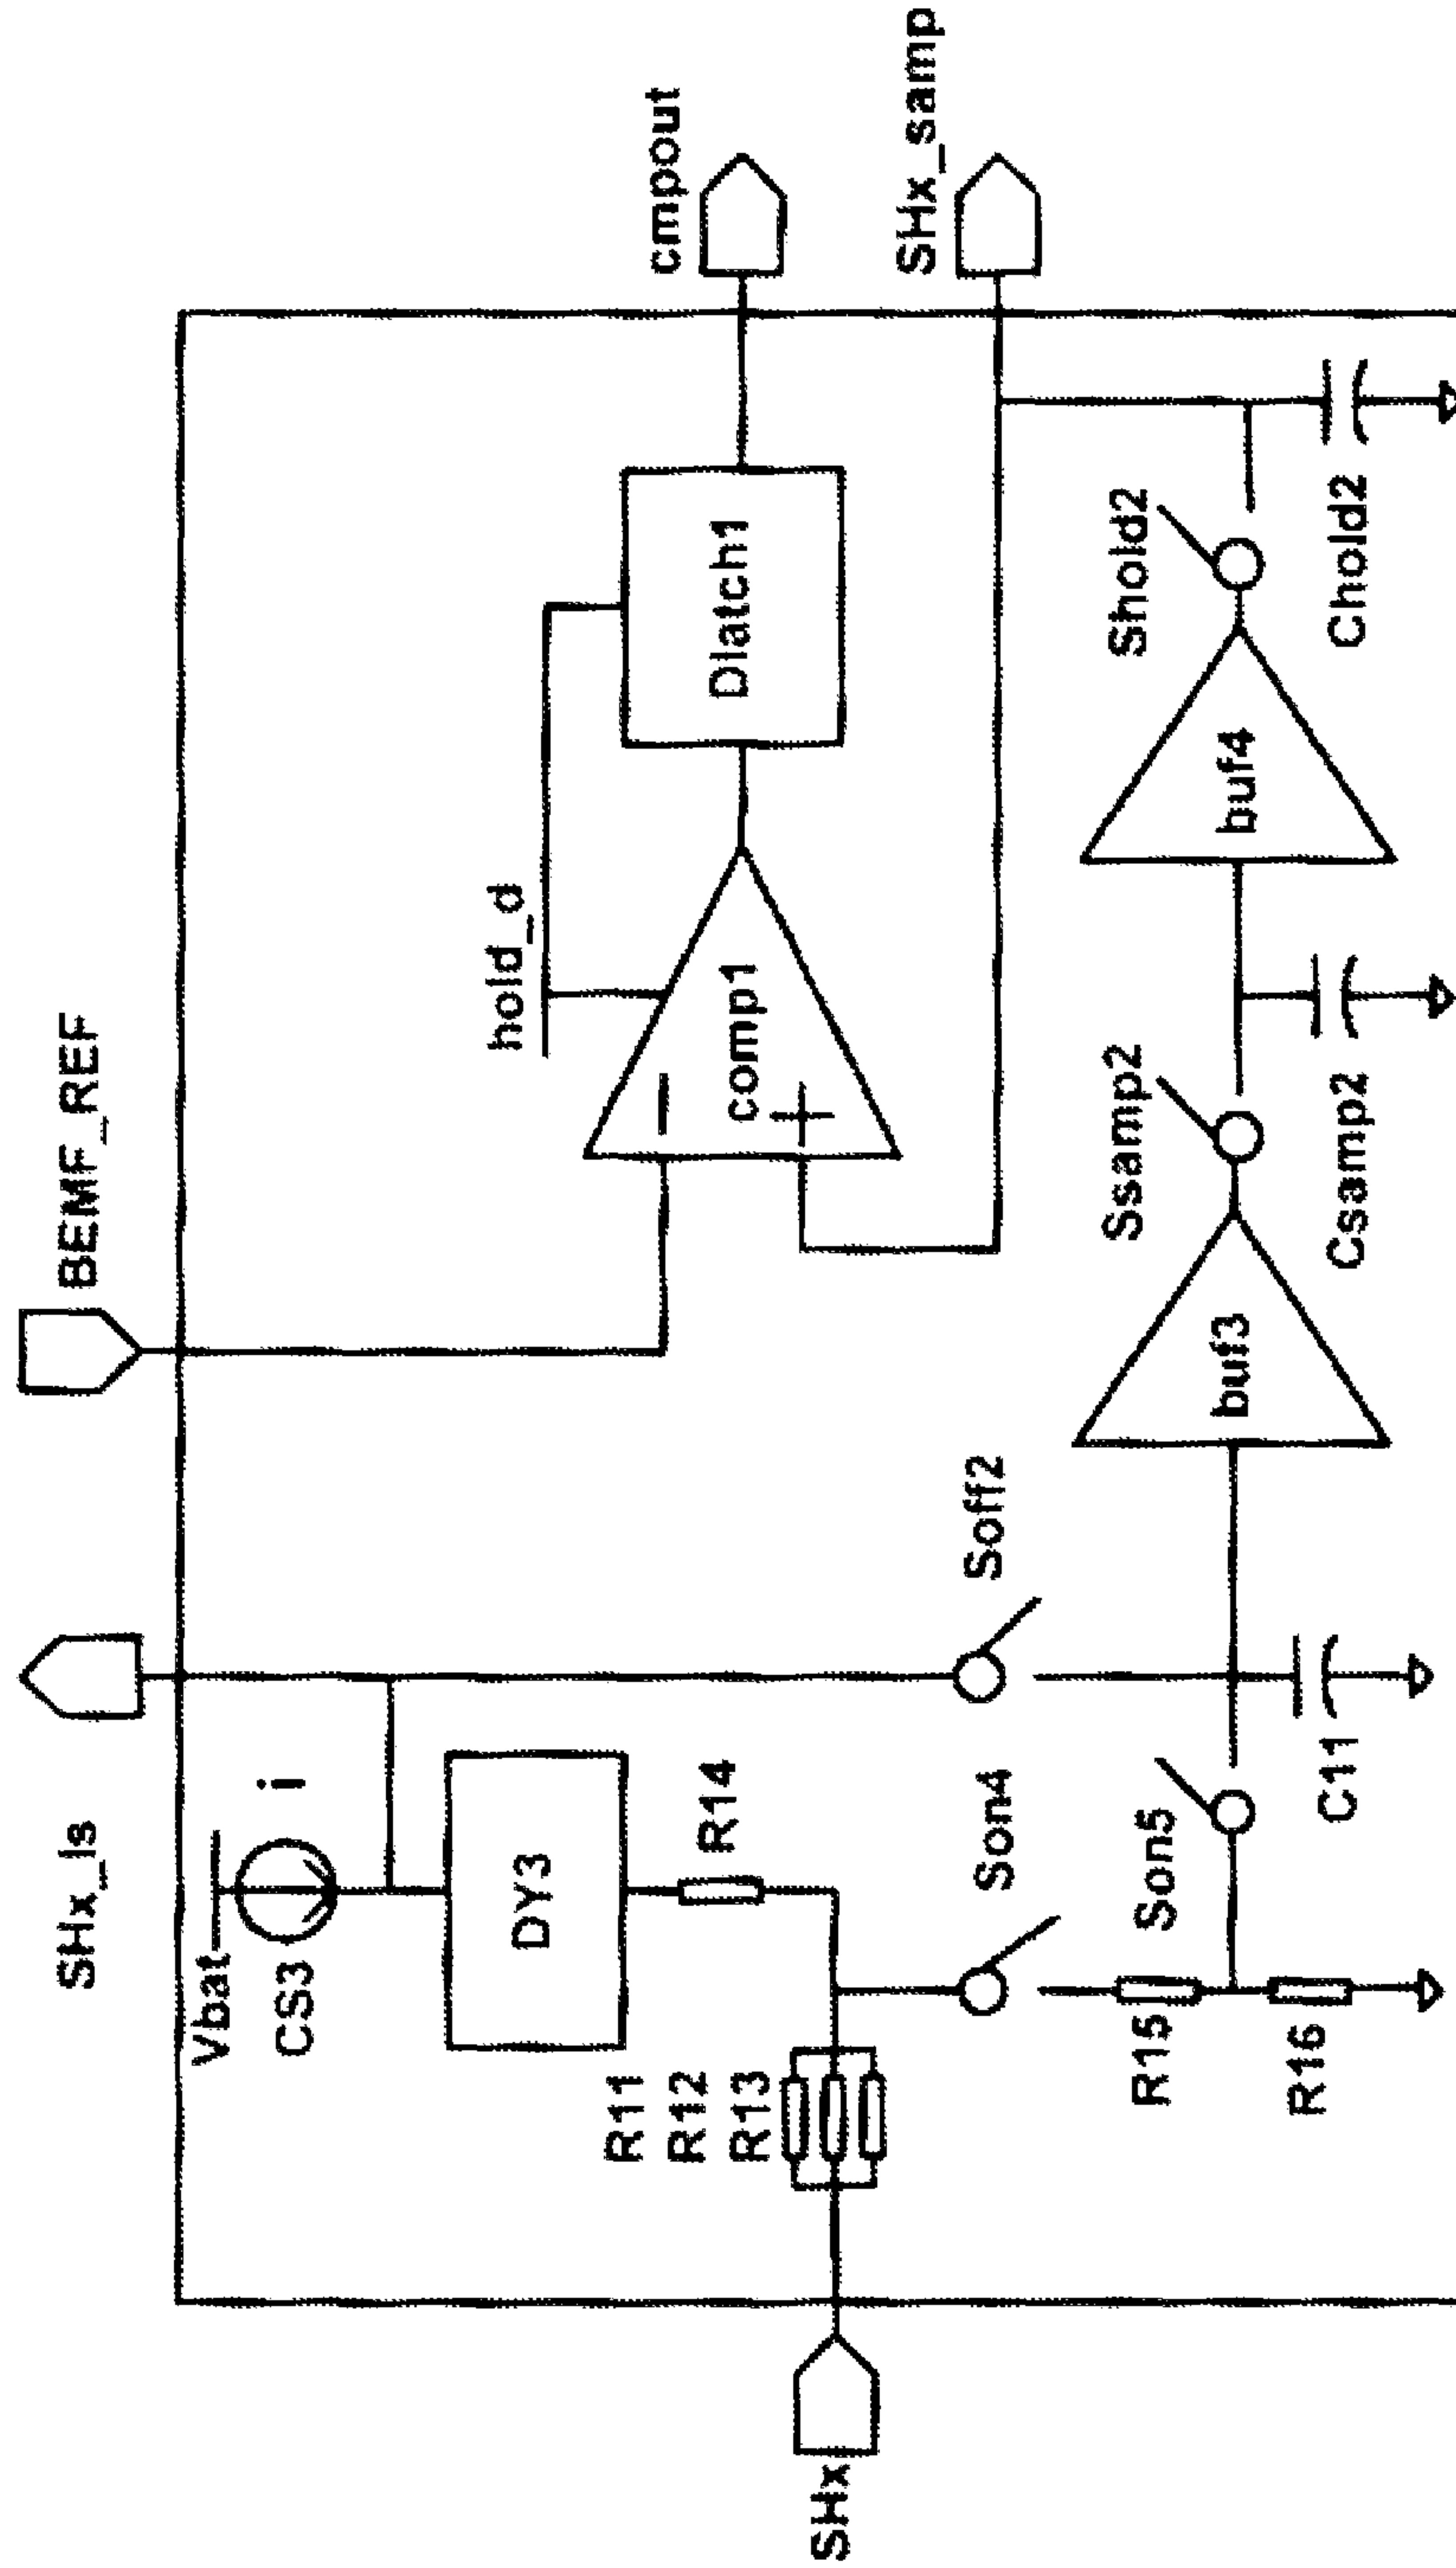 SHx_ls
BEMF_REF
Vbat
i
CS3
hold_d
cmpout
DY3
comp1
Dlatch1
R11
R12
R13
R14
SHx_samp
SHx
Son4
Soff2
R15
Son5
Ssamp2
Shold2
buf3
buf4
R16
C11
Csamp2
Chold2